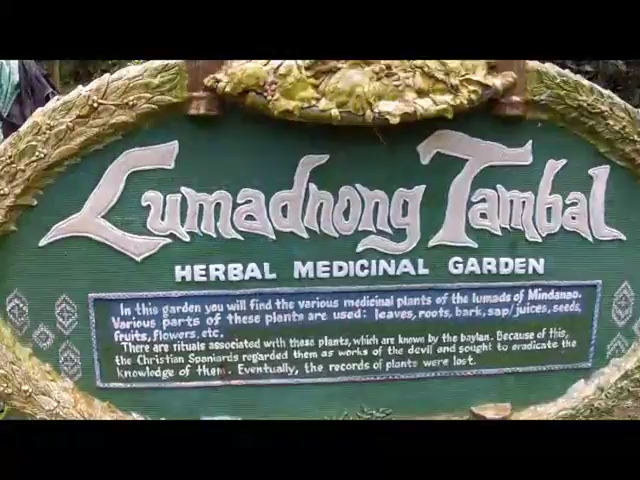 Lumadnong Tambal
HERBAL MEDICINAL GARDEN
In this garden you will find the various medicinal plants of the lumads of Mindanao.
Various parts of these plants are used: leaves, roots, bark, sap/juices, seeds,
fruits, flowers, etc.
There are rituals associated with these plants, which are known by the baylan. Because of this,
the Christian Spaniards regarded them as works of the devil and sought to eradicate the
knowledge of them. Eventually, the records of plants were lost.